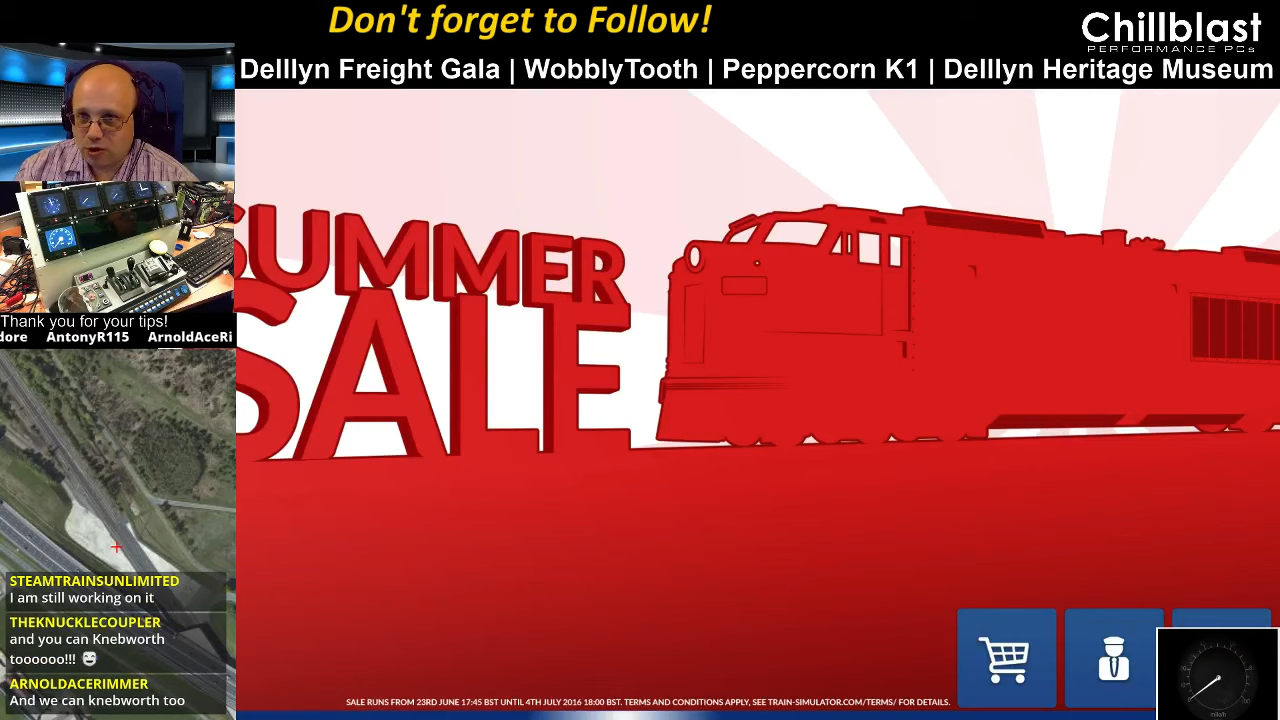 Don't forget to Follow!
Chillblast
PERFORMANCE PCs
Delllyn Freight Gala | WobblyTooth | Peppercorn K1 | Delllyn Heritage Museum
SUMMER
SALE
Thank you for your tips!
dore AntonyR115 ArnoldAceRi
STEAMTRAINSUNLIMITED
I am still working on it
THEKNUCKLECOUPLER
and you can Knebworth
toooooo!!!
ARNOLDACERIMMER
And we can knebworth too
SALE RUNS FROM 23RD JUNE 17:45 BST UNTIL 4TH JULY 2016 18:00 BST. TERMS AND CONDITIONS APPLY, SEE TRAIN-SIMULATOR.COM/TERMS/ FOR DETAILS.